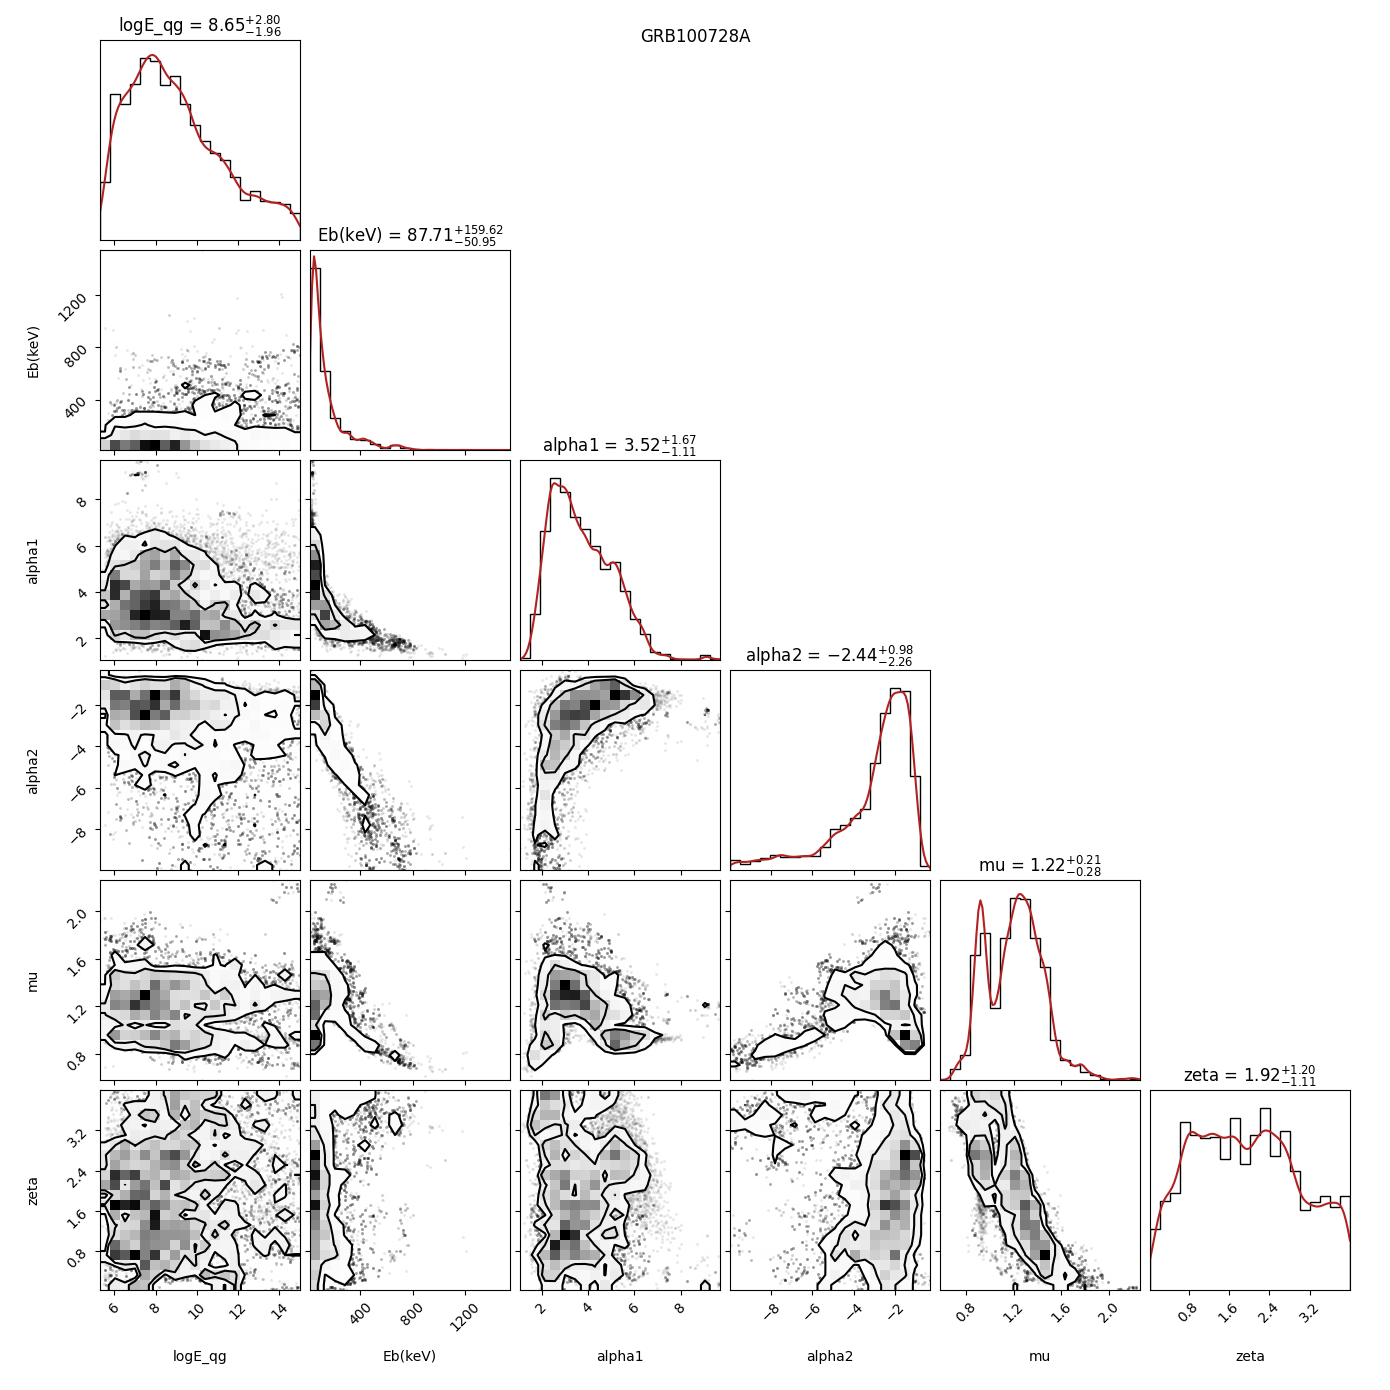 GRB100728A
logE_qg = 8.65+2.80−1.96
Eb(keV) = 87.71+159.62−50.95
1200
800
400
Eb(keV)
alpha1 = 3.52+1.67−1.11
8
6
4
2
alpha1
alpha2 = −2.44+0.98−2.26
−2
−4
−6
−8
alpha2
mu = 1.22+0.21−0.28
2.0
1.6
1.2
0.8
mu
zeta = 1.92+1.20−1.11
3.2
2.4
1.6
0.8
zeta
6 8 10 12 14
400 800 1200
2 4 6 8
−8 −6 −4 −2
0.8 1.2 1.6 2.0
0.8 1.6 2.4 3.2
logE_qg
Eb(keV)
alpha1
alpha2
mu
zeta